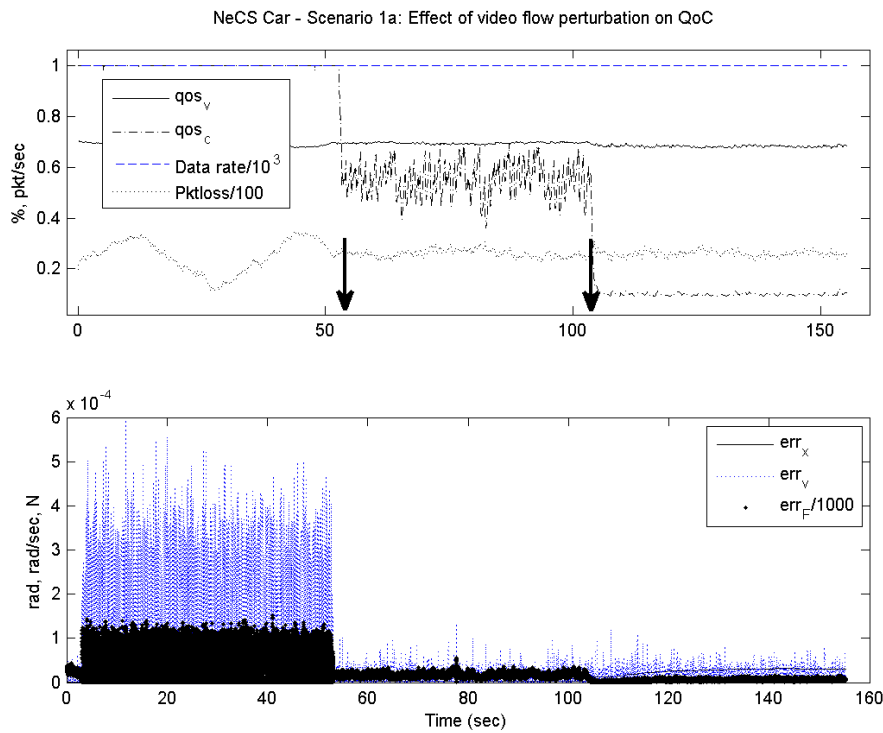 NeCS Car - Scenario 1a: Effect of video flow perturbation on QoC
%, pkt/sec
1
0.8
0.6
0.4
0.2
qos_v
qos_c
Data rate/10^3
Pktloss/100
0
50
100
150
x 10^-4
rad, rad/sec, N
6
5
4
3
2
1
0
err_x
err_v
err_F/1000
0
20
40
60
80
100
120
140
160
Time (sec)